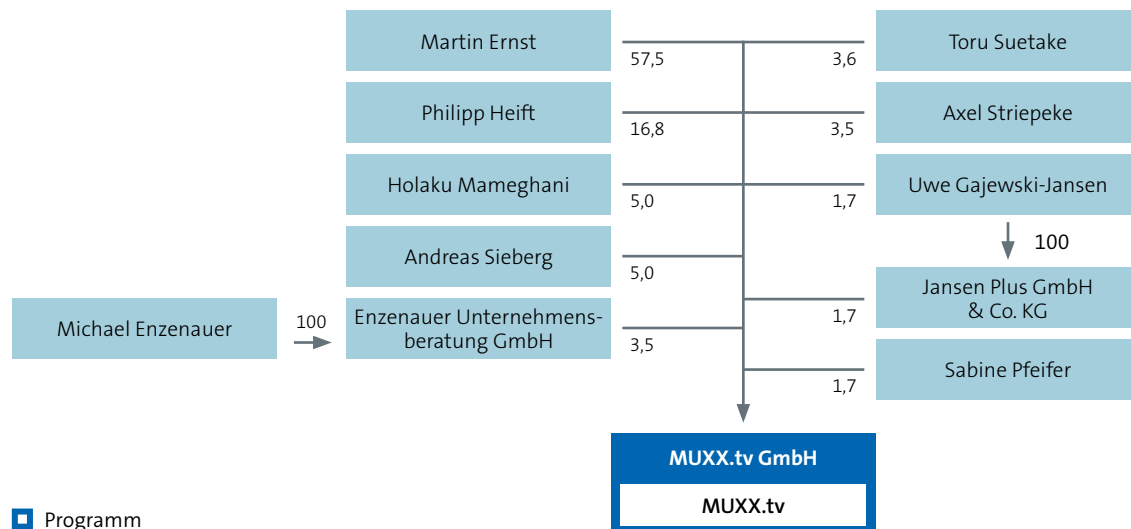 Martin Ernst
57,5
3,6
Toru Suetake
Philipp Heift
16,8
3,5
Axel Striepeke
Holaku Mameghani
5,0
1,7
Uwe Gajewski-Jansen
100
Andreas Sieberg
5,0
Jansen Plus GmbH
& Co. KG
1,7
Michael Enzenauer
100
Enzenauer Unternehmens-
beratung GmbH
3,5
Sabine Pfeifer
1,7
MUXX.tv GmbH
MUXX.tv
Programm